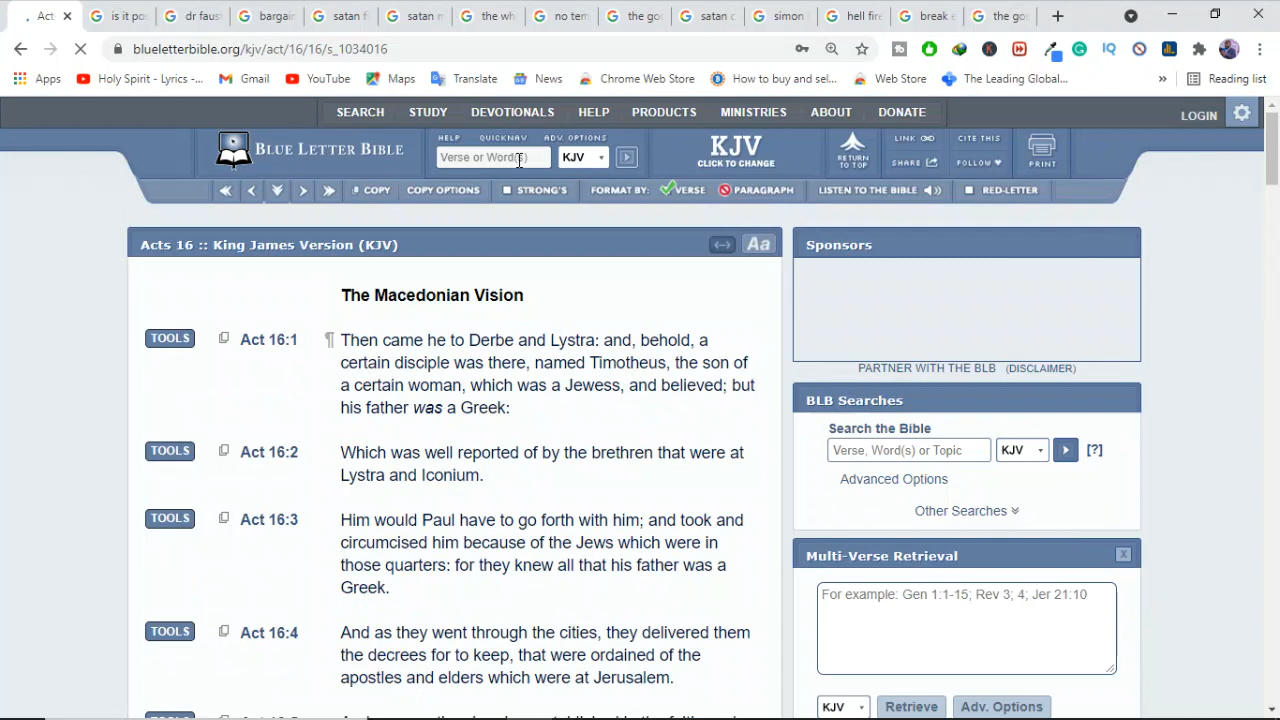 Act
is it po
dr faus
bargain
satan f
satan m
the wh
no tem
the go
satan c
simon
hell fire
break e
the go
blueletterbible.org/kjv/act/16/16/s_1034016
Apps
Holy Spirit - Lyrics -...
Gmail
YouTube
Maps
Translate
News
Chrome Web Store
How to buy and sel...
Web Store
The Leading Global...
»
Reading list
SEARCH STUDY DEVOTIONALS HELP PRODUCTS MINISTRIES ABOUT DONATE
LOGIN
BLUE LETTER BIBLE
HELP QUICKNAV ADV. OPTIONS
Verse or Word(s) KJV
KJV
CLICK TO CHANGE
RETURN
TO TOP
LINK
CITE THIS
SHARE
FOLLOW
PRINT
COPY COPY OPTIONS STRONG'S FORMAT BY: VERSE PARAGRAPH LISTEN TO THE BIBLE RED-LETTER
Acts 16 :: King James Version (KJV)
Aa
The Macedonian Vision
TOOLS Act 16:1 ¶ Then came he to Derbe and Lystra: and, behold, a
certain disciple was there, named Timotheus, the son of
a certain woman, which was a Jewess, and believed; but
his father was a Greek:
TOOLS Act 16:2 Which was well reported of by the brethren that were at
Lystra and Iconium.
TOOLS Act 16:3 Him would Paul have to go forth with him; and took and
circumcised him because of the Jews which were in
those quarters: for they knew all that his father was a
Greek.
TOOLS Act 16:4 And as they went through the cities, they delivered them
the decrees for to keep, that were ordained of the
apostles and elders which were at Jerusalem.
Sponsors
PARTNER WITH THE BLB (DISCLAIMER)
BLB Searches
Search the Bible
Verse, Word(s) or Topic KJV [?]
Advanced Options
Other Searches
Multi-Verse Retrieval
X
For example: Gen 1:1-15; Rev 3; 4; Jer 21:10
KJV Retrieve Adv. Options